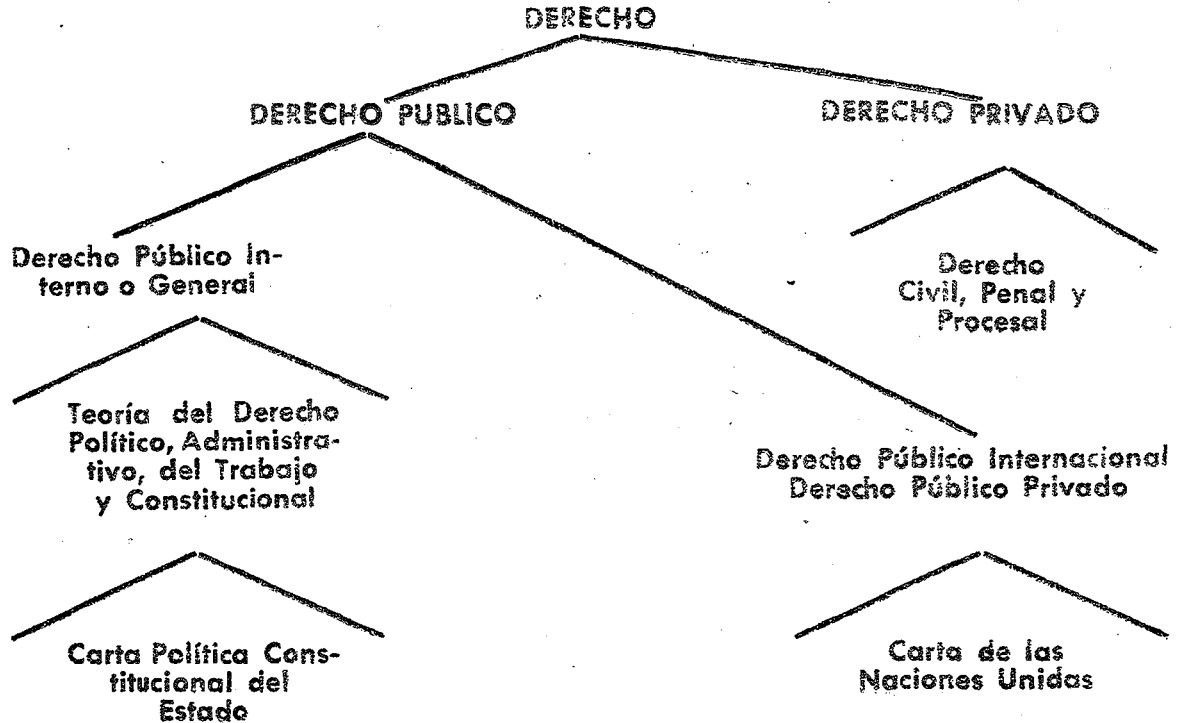 DERECHO
DERECHO PUBLICO
DERECHO PRIVADO
Derecho Público In-
terno o General
Derecho
Civil, Penal y
Procesal
Teoría del Derecho
Político, Administra-
tivo, del Trabajo
y Constitucional
Derecho Público Internacional
Derecho Público Privado
Carta Política Cons-
titucional del
Estado
Carta de las
Naciones Unidas